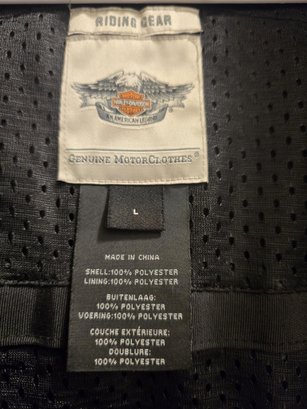 RIDING GEAR
HARLEY-DAVIDSON
AN AMERICAN LEGEND
GENUINE MOTORCLOTHES®
L
MADE IN CHINA
SHELL:100% POLYESTER
LINING:100% POLYESTER
BUITENLAAG:
100% POLYESTER
VOERING:100% POLYESTER
COUCHE EXTÉRIEURE:
100% POLYESTER
DOUBLURE:
100% POLYESTER